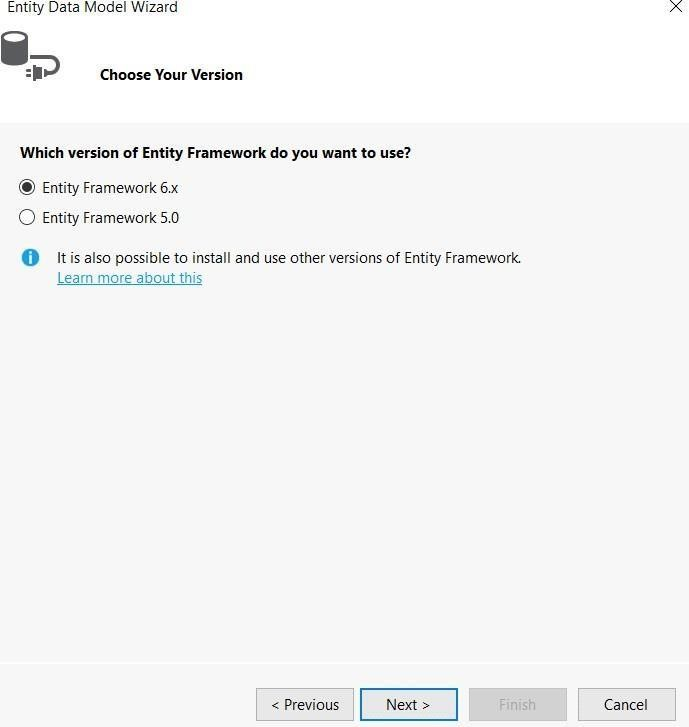 Entity Data Model Wizard
Choose Your Version
Which version of Entity Framework do you want to use?
Entity Framework 6.x
Entity Framework 5.0
It is also possible to install and use other versions of Entity Framework.
Learn more about this
< Previous
Next >
Finish
Cancel